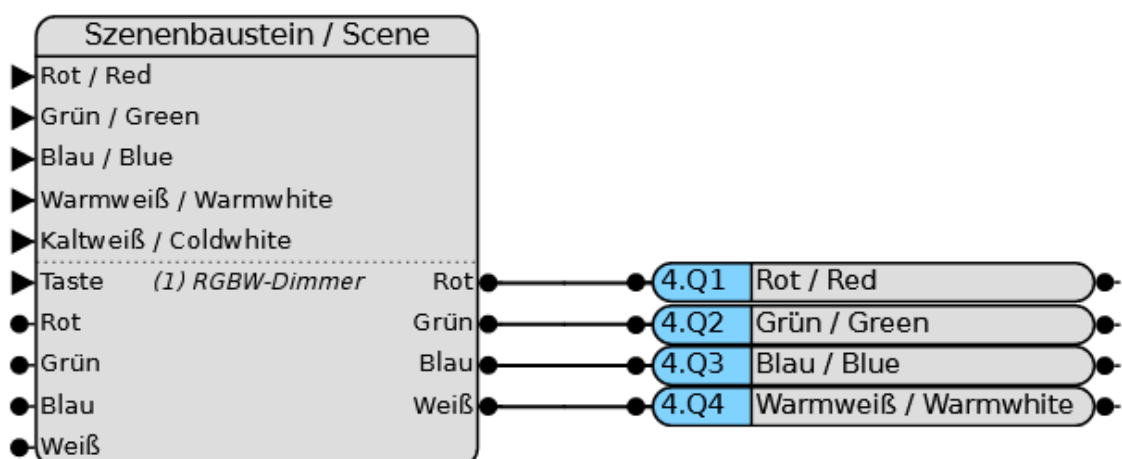 Szenenbaustein / Scene
Rot / Red
Grün / Green
Blau / Blue
Warmweiß / Warmwhite
Kaltweiß / Coldwhite
Taste (1) RGBW-Dimmer Rot 4.Q1 Rot / Red
Rot Grün 4.Q2 Grün / Green
Grün Blau 4.Q3 Blau / Blue
Blau Weiß 4.Q4 Warmweiß / Warmwhite
Weiß